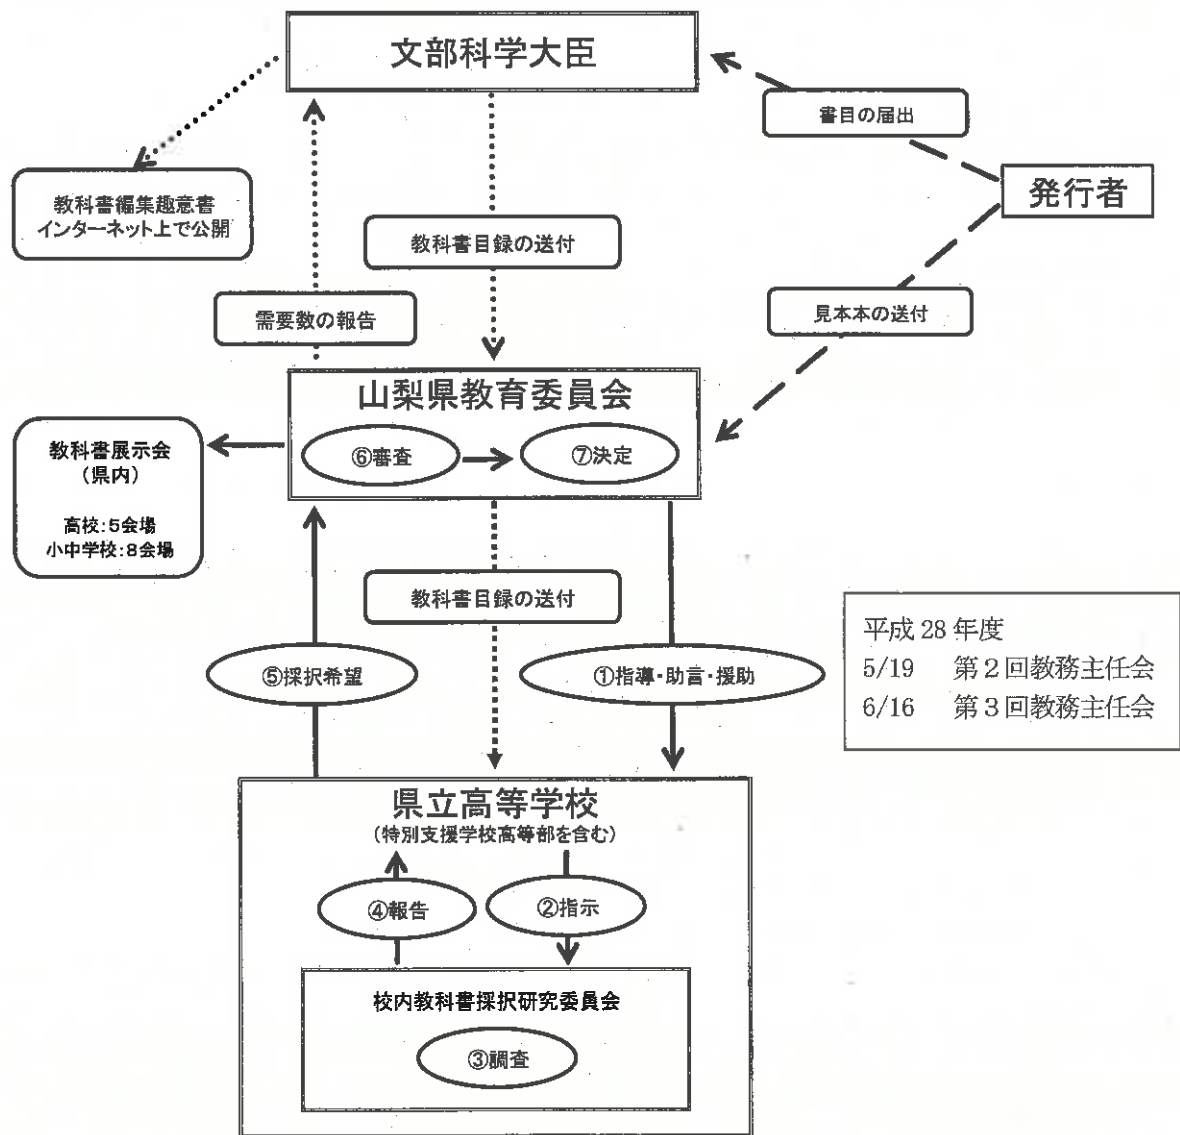 文部科学大臣
書目の届出
発行者
教科書編集趣意書
インターネット上で公開
教科書目録の送付
需要数の報告
見本本の送付
山梨県教育委員会
⑥審査
⑦決定
教科書展示会
(県内)
高校:5会場
小中学校:8会場
教科書目録の送付
⑤採択希望
①指導・助言・援助
平成 28 年度
5/19 第2回教務主任会
6/16 第3回教務主任会
県立高等学校
(特別支援学校高等部を含む)
④報告
②指示
校内教科書採択研究委員会
③調査